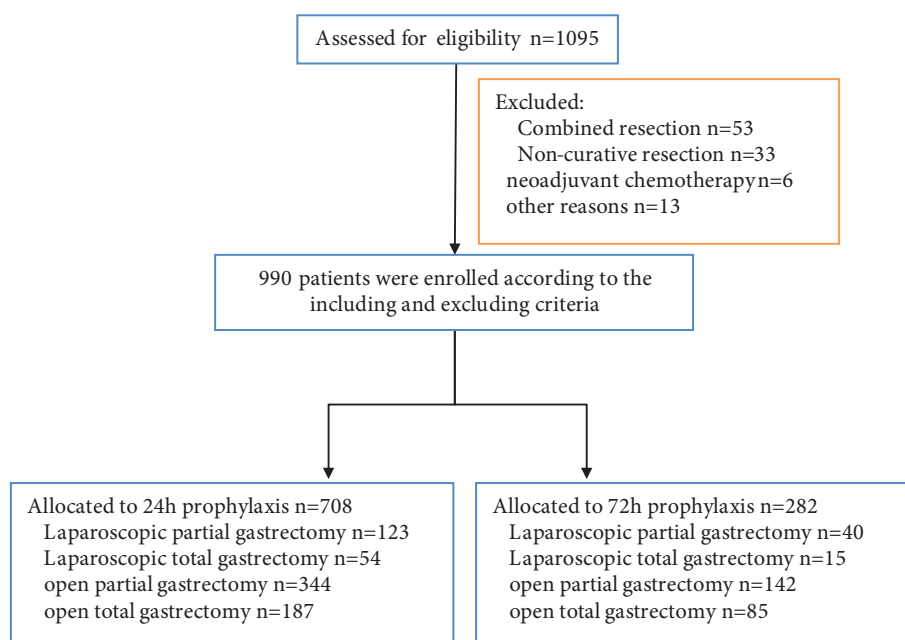 Assessed for eligibility n=1095
Excluded:
Combined resection n=53
Non-curative resection n=33
neoadjuvant chemotherapy n=6
other reasons n=13
990 patients were enrolled according to the
including and excluding criteria
Allocated to 24h prophylaxis n=708
Laparoscopic partial gastrectomy n=123
Laparoscopic total gastrectomy n=54
open partial gastrectomy n=344
open total gastrectomy n=187
Allocated to 72h prophylaxis n=282
Laparoscopic partial gastrectomy n=40
Laparoscopic total gastrectomy n=15
open partial gastrectomy n=142
open total gastrectomy n=85